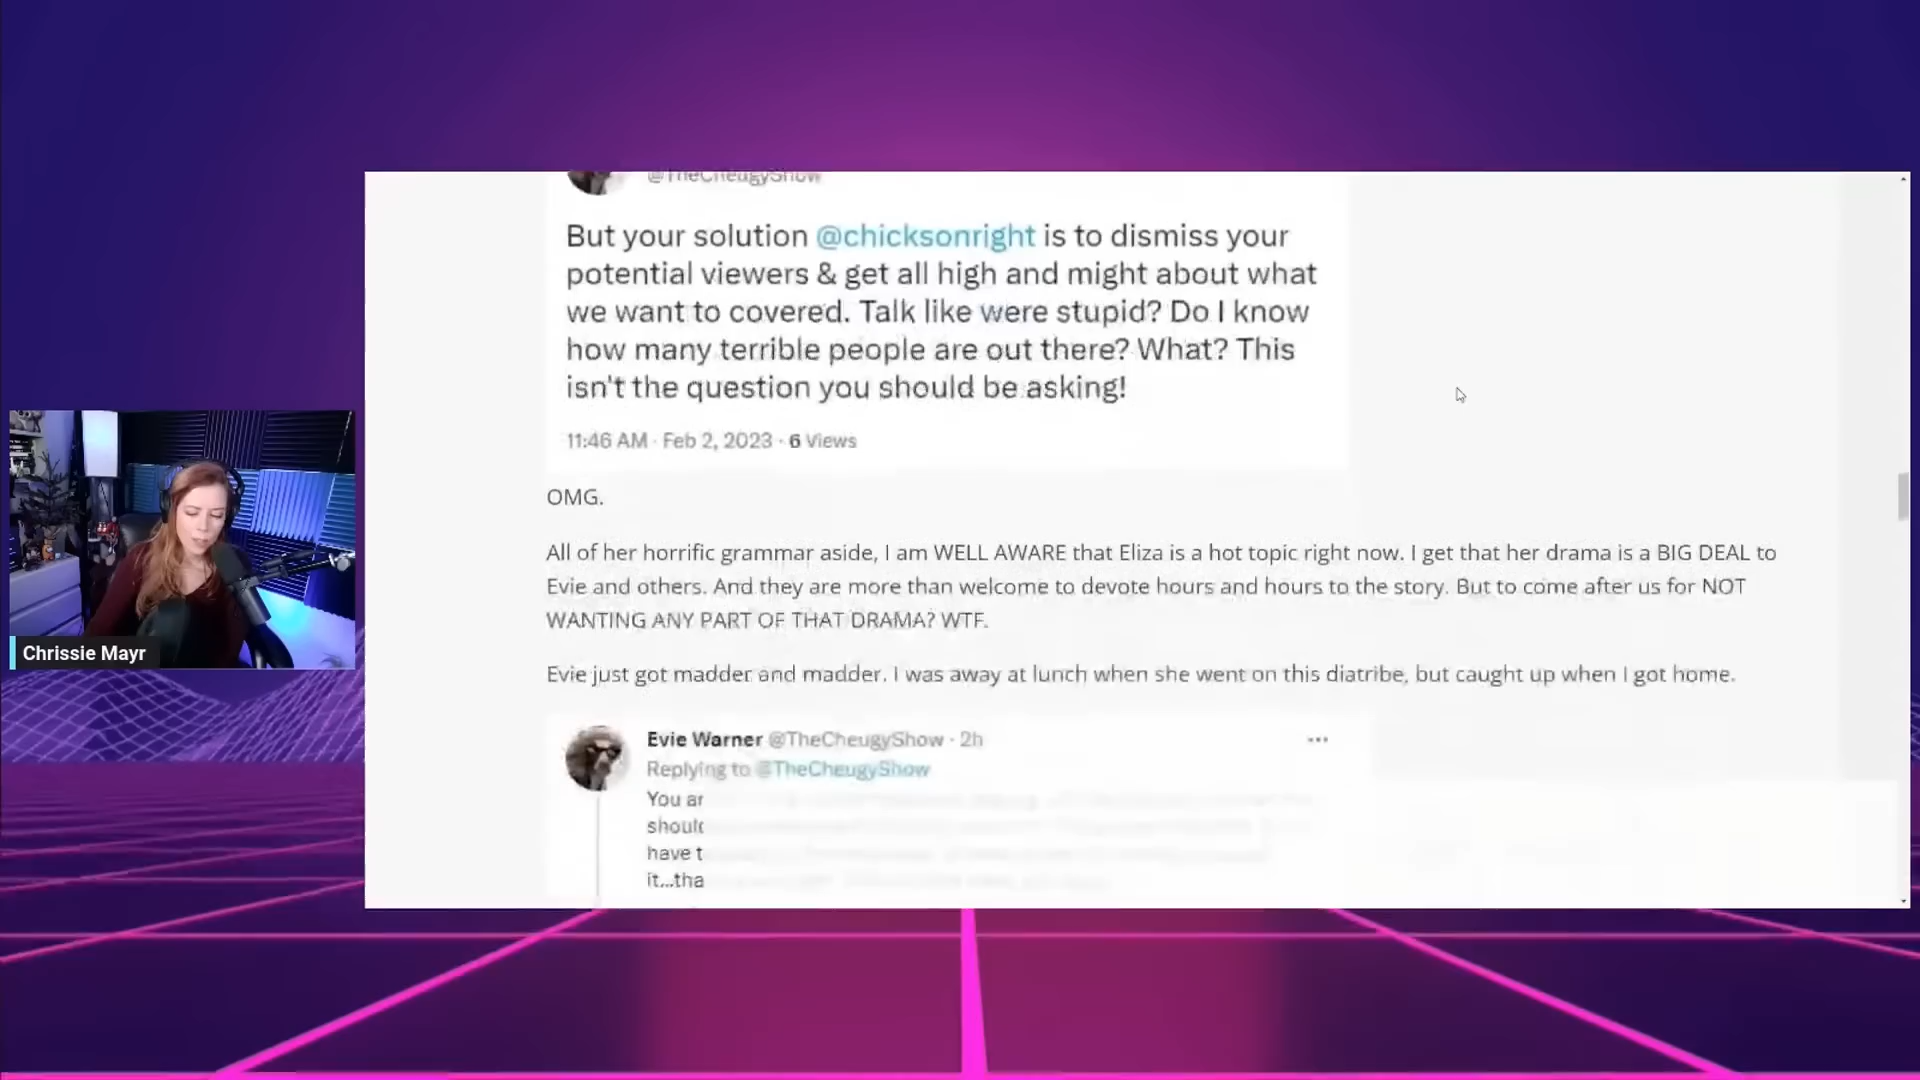 @TheCheugyShow
But your solution @chicksonright is to dismiss your
potential viewers & get all high and might about what
we want to covered. Talk like were stupid? Do I know
how many terrible people are out there? What? This
isn't the question you should be asking!
11:46 AM · Feb 2, 2023 · 6 Views
OMG.
All of her horrific grammar aside, I am WELL AWARE that Eliza is a hot topic right now. I get that her drama is a BIG DEAL to
Evie and others. And they are more than welcome to devote hours and hours to the story. But to come after us for NOT
WANTING ANY PART OF THAT DRAMA? WTF.
Evie just got madder and madder. I was away at lunch when she went on this diatribe, but caught up when I got home.
Evie Warner @TheCheugyShow · 2h
Replying to @TheCheugyShow
You ar
should
have t
it...tha
Chrissie Mayr